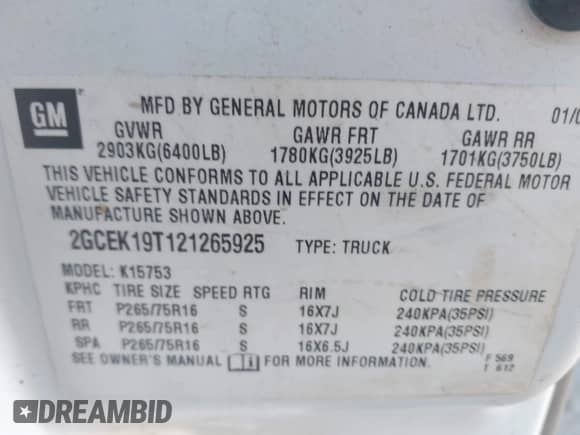 GM
MFD BY GENERAL MOTORS OF CANADA LTD. 01/0
GVWR GAWR FRT GAWR RR
2903KG(6400LB) 1780KG(3925LB) 1701KG(3750LB)
THIS VEHICLE CONFORMS TO ALL APPLICABLE U.S. FEDERAL MOTOR
VEHICLE SAFETY STANDARDS IN EFFECT ON THE DATE OF
MANUFACTURE SHOWN ABOVE.
2GCEK19T121265925 TYPE: TRUCK
MODEL: K15753
KPHC TIRE SIZE SPEED RTG RIM COLD TIRE PRESSURE
FRT P265/75R16 S 16X7J 240KPA(35PSI)
RR P265/75R16 S 16X7J 240KPA(35PSI)
SPA P265/75R16 S 16X6.5J 240KPA(35PSI)
SEE OWNER'S MANUAL FOR MORE INFORMATION. F 569
T 612
DREAMBID